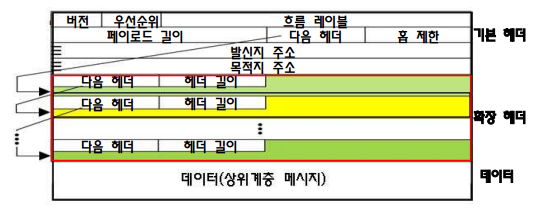 버전 우선순위 흐름 레이블
페이로드 길이 다음 헤더 홉 제한 기본 헤더
발신지 주소
목적지 주소
다음 헤더 헤더 길이
다음 헤더 헤더 길이 확장 헤더
다음 헤더 헤더 길이
데이터(상위계층 메시지) 데이터